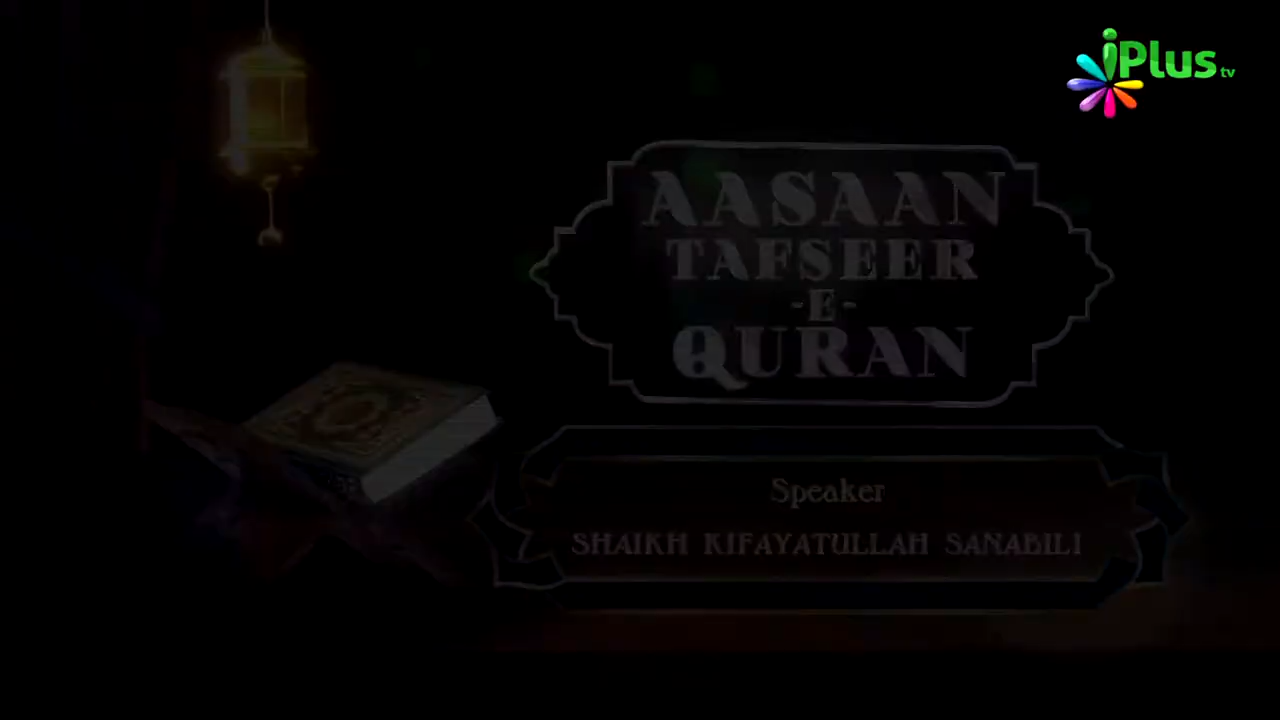 iPlus tv
AASAAN
TAFSEER
-E-
QURAN
Speaker
SHAIKH KIFAYATULLAH SANABILI